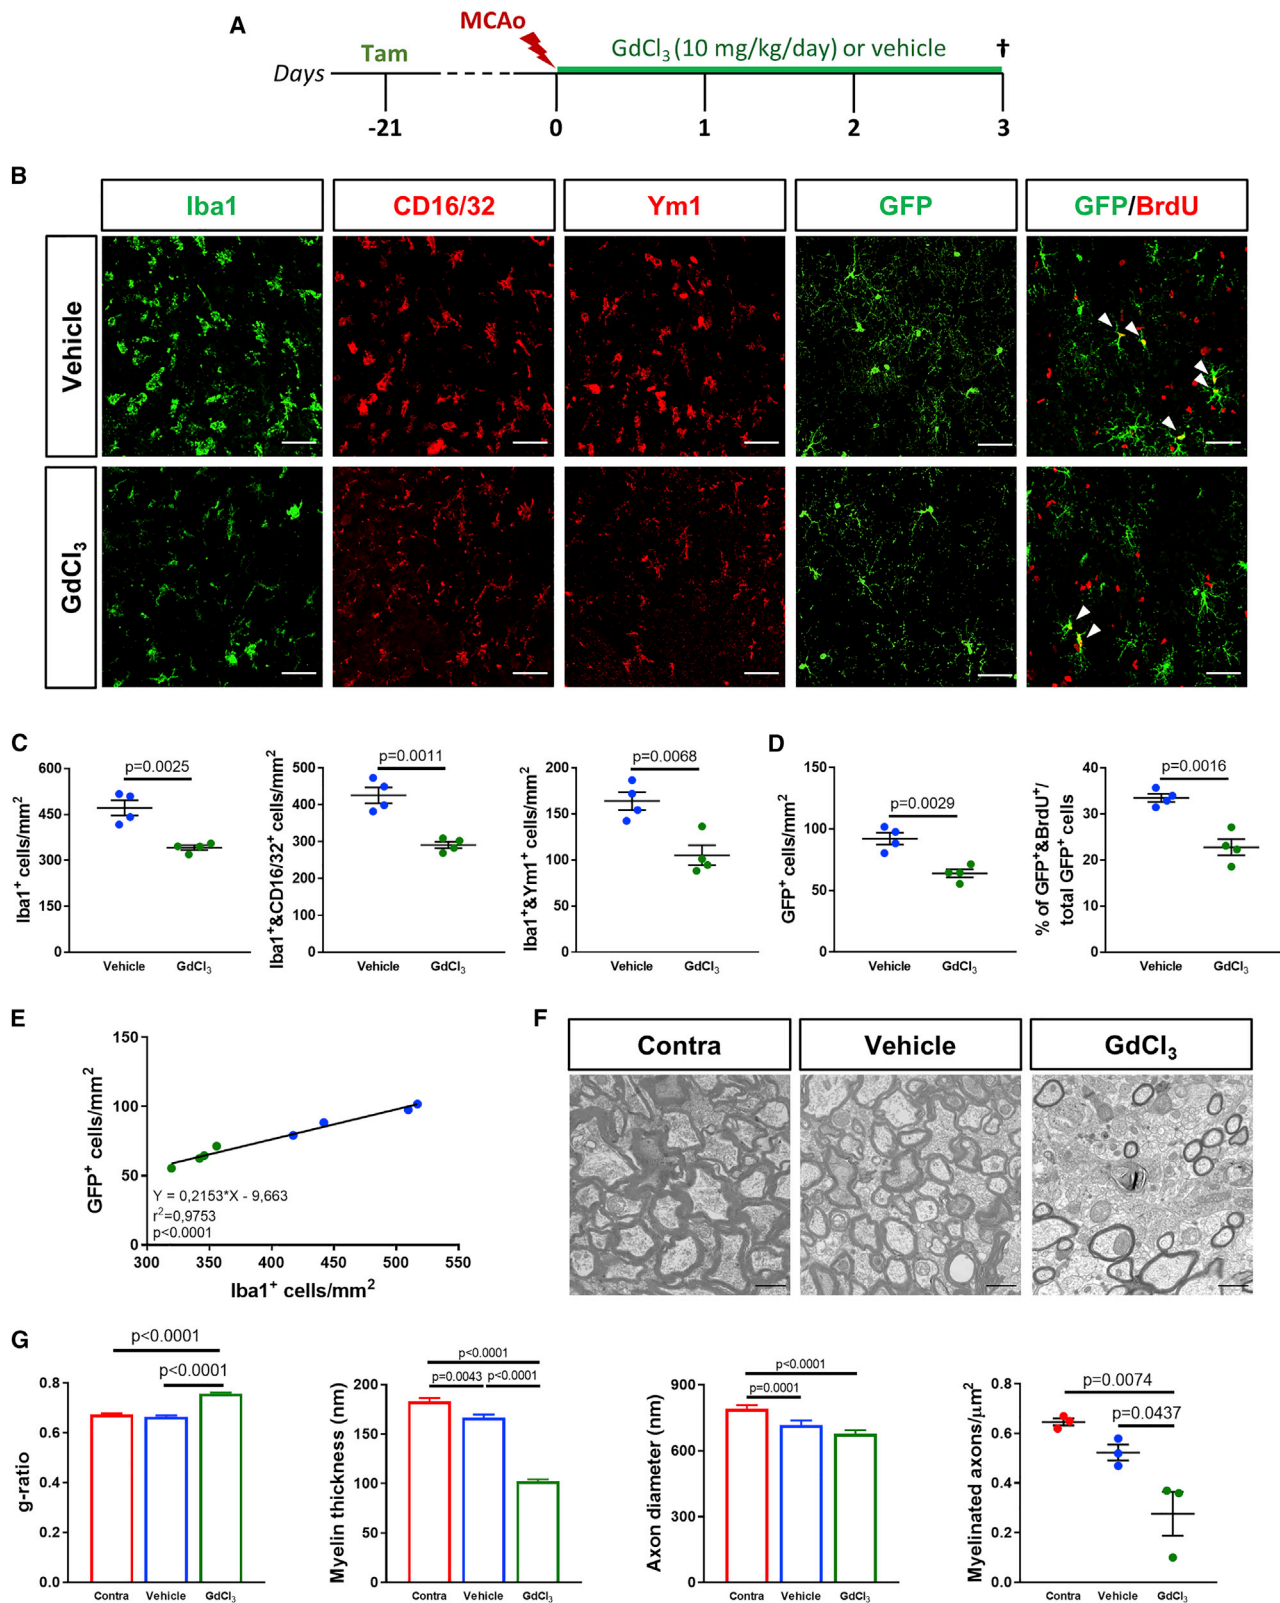 A
MCAo
Tam
GdCl₃ (10 mg/kg/day) or vehicle
†
Days
-21
0
1
2
3
B
Iba1
CD16/32
Ym1
GFP
GFP/BrdU
Vehicle
GdCl₃
C
p=0.0025
Iba1⁺ cells/mm²
600
450
300
150
0
Vehicle
GdCl₃
p=0.0011
Iba1⁺&CD16/32⁺ cells/mm²
500
400
300
200
100
0
Vehicle
GdCl₃
p=0.0068
Iba1⁺&Ym1⁺ cells/mm²
200
150
100
50
0
Vehicle
GdCl₃
D
p=0.0029
GFP⁺ cells/mm²
150
100
50
0
Vehicle
GdCl₃
p=0.0016
% of GFP⁺&BrdU⁺/
total GFP⁺ cells
40
30
20
10
0
Vehicle
GdCl₃
E
GFP⁺ cells/mm²
150
100
50
0
Y = 0,2153*X - 9,663
r²=0,9753
p<0.0001
300
350
400
450
500
550
Iba1⁺ cells/mm²
F
Contra
Vehicle
GdCl₃
G
p<0.0001
p<0.0001
g-ratio
0.8
0.6
0.4
0.2
0.0
Contra
Vehicle
GdCl₃
p<0.0001
p=0.0043
p<0.0001
Myelin thickness (nm)
200
150
100
50
0
Contra
Vehicle
GdCl₃
p<0.0001
p=0.0001
Axon diameter (nm)
900
600
300
0
Contra
Vehicle
GdCl₃
p=0.0074
p=0.0437
Myelinated axons/µm²
0.8
0.6
0.4
0.2
0.0
Contra
Vehicle
GdCl₃